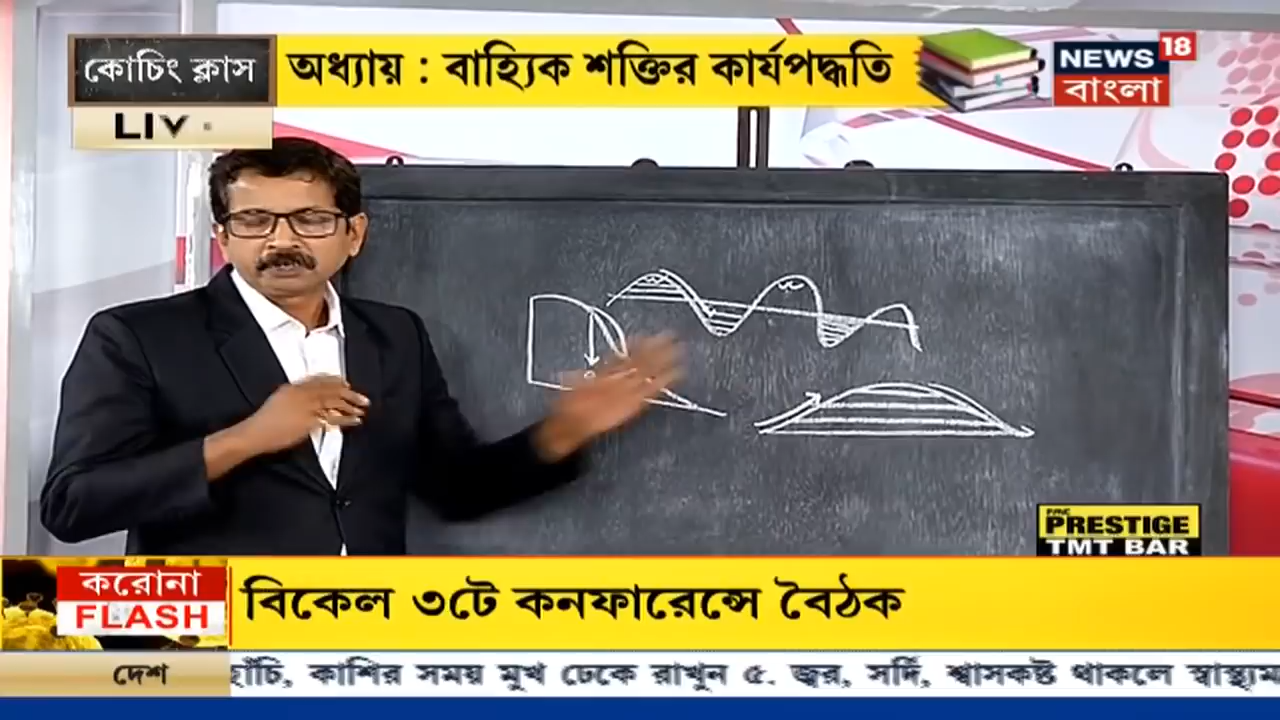 কোচিং ক্লাস
LIV
অধ্যায় : বাহ্যিক শক্তির কার্যপদ্ধতি
NEWS 18
বাংলা
PRESTIGE
TMT BAR
করোনা
FLASH
বিকেল ৩টে কনফারেন্সে বৈঠক
দেশ
হাঁচি, কাশির সময় মুখ ঢেকে রাখুন ৫. জ্বর, সর্দি, শ্বাসকষ্ট থাকলে স্বাস্থ্যম